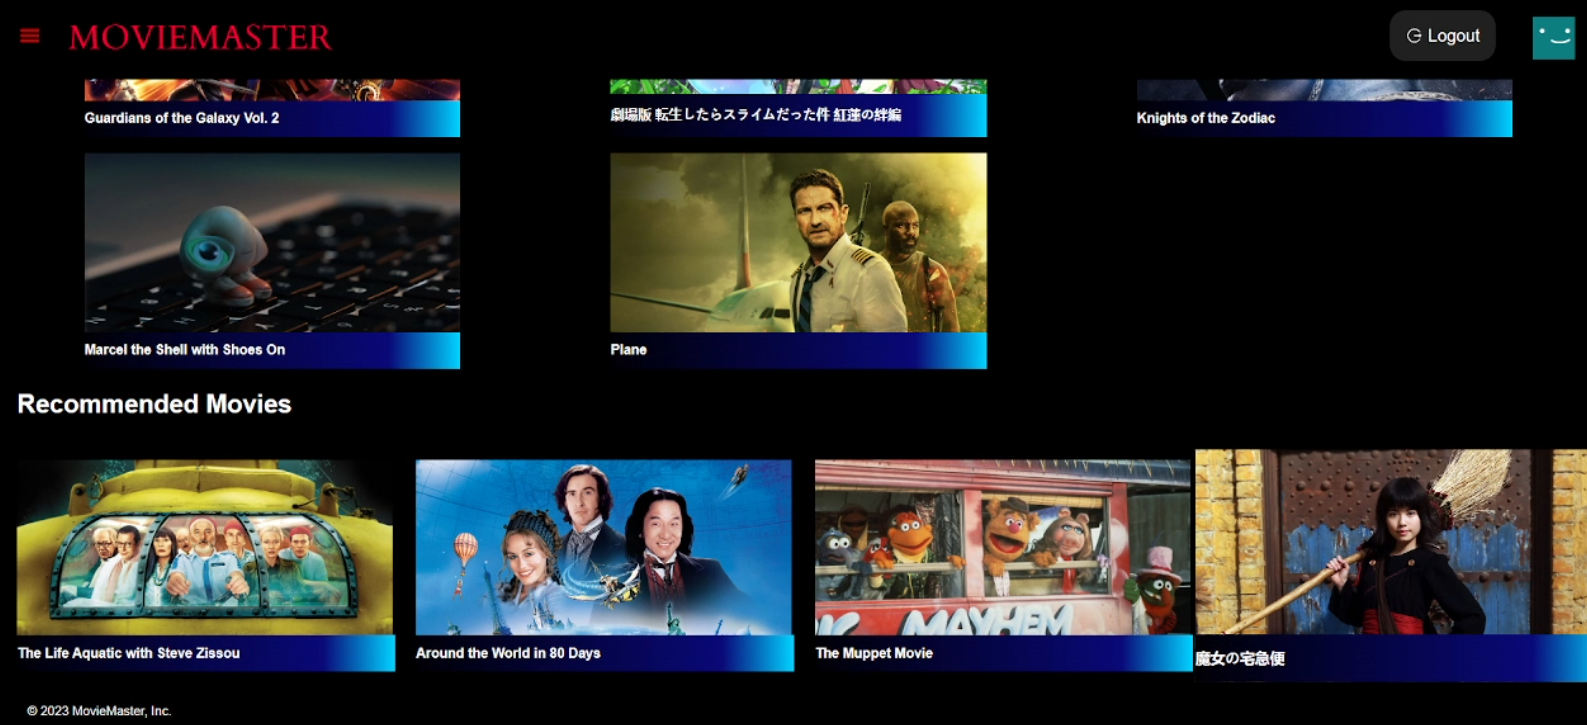 MOVIEMASTER
Logout
Guardians of the Galaxy Vol. 2
劇場版 転生したらスライムだった件 紅蓮の絆編
Knights of the Zodiac
Marcel the Shell with Shoes On
Plane
Recommended Movies
MAYHEM
The Life Aquatic with Steve Zissou
Around the World in 80 Days
The Muppet Movie
魔女の宅急便
© 2023 MovieMaster, Inc.